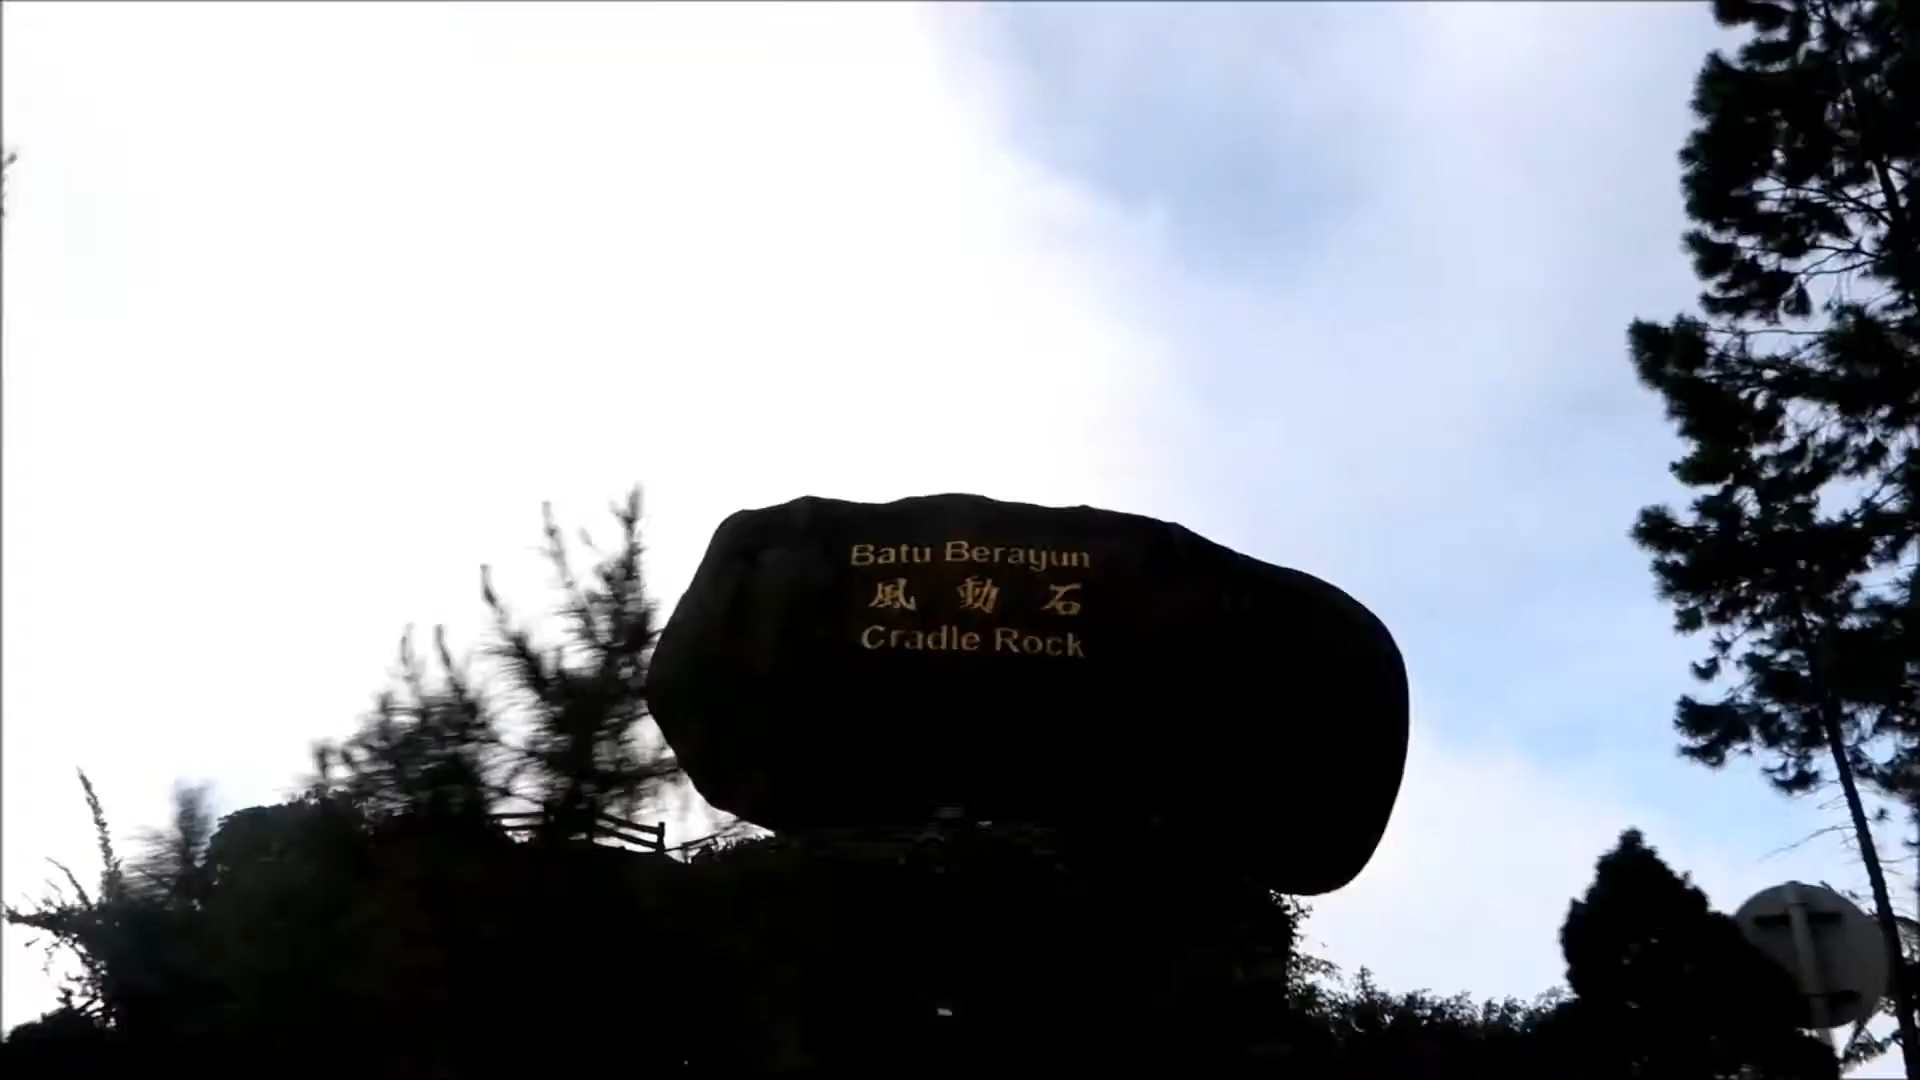 Batu Berayun
風 動 石
Cradle Rock